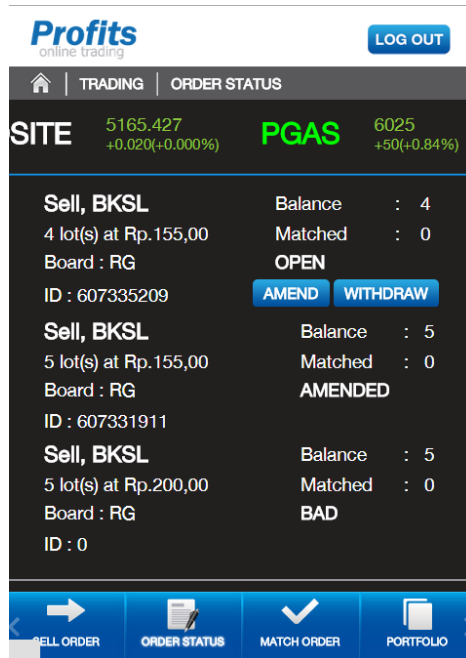 Profits
online trading
LOG OUT
TRADING | ORDER STATUS
SITE 5165.427 PGAS 6025
+0.020(+0.000%) +50(+0.84%)
Sell, BKSL Balance : 4
4 lot(s) at Rp.155,00 Matched : 0
Board : RG OPEN
ID : 607335209 AMEND WITHDRAW
Sell, BKSL Balance : 5
5 lot(s) at Rp.155,00 Matched : 0
Board : RG AMENDED
ID : 607331911
Sell, BKSL Balance : 5
5 lot(s) at Rp.200,00 Matched : 0
Board : RG BAD
ID : 0
SELL ORDER ORDER STATUS MATCH ORDER PORTFOLIO